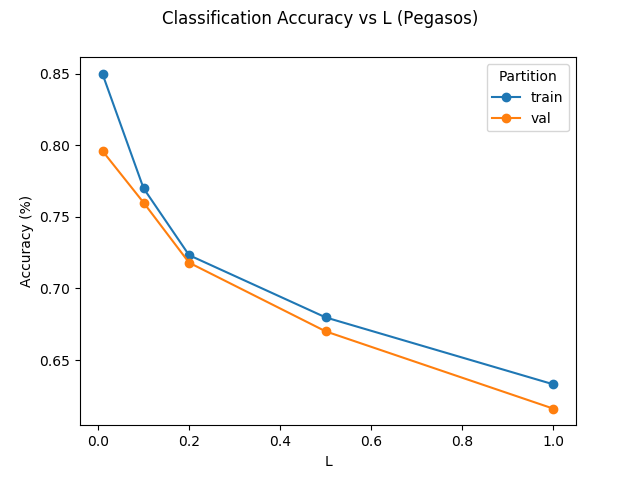 Classification Accuracy vs L (Pegasos)
Partition
train
val
Accuracy (%)
0.85
0.80
0.75
0.70
0.65
0.0 0.2 0.4 0.6 0.8 1.0
L